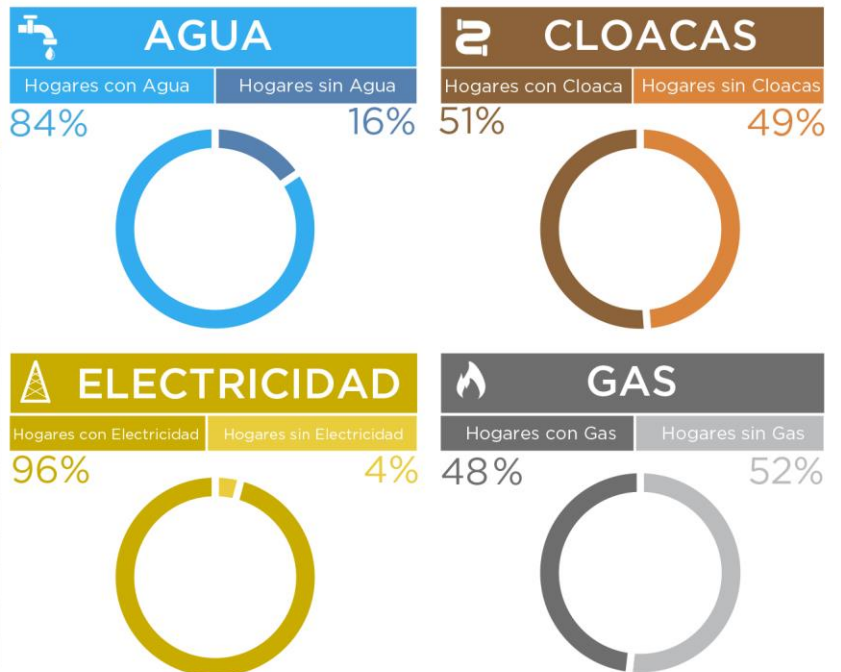 AGUA
Hogares con Agua Hogares sin Agua
84% 16%
CLOACAS
Hogares con Cloaca Hogares sin Cloacas
51% 49%
ELECTRICIDAD
Hogares con Electricidad Hogares sin Electricidad
96% 4%
GAS
Hogares con Gas Hogares sin Gas
48% 52%